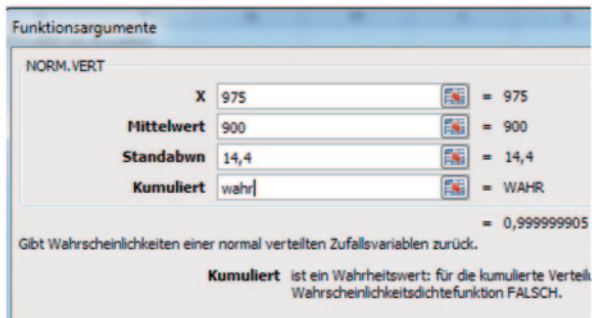 Funktionsargumente
NORM.VERT
X 975 = 975
Mittelwert 900 = 900
Standabwn 14,4 = 14,4
Kumuliert wahr = WAHR
= 0,999999905
Gibt Wahrscheinlichkeiten einer normal verteilten Zufallsvariablen zurück.
Kumuliert ist ein Wahrheitswert: für die kumulierte
Wahrscheinlichkeitsdichtefunktion FALSCH.